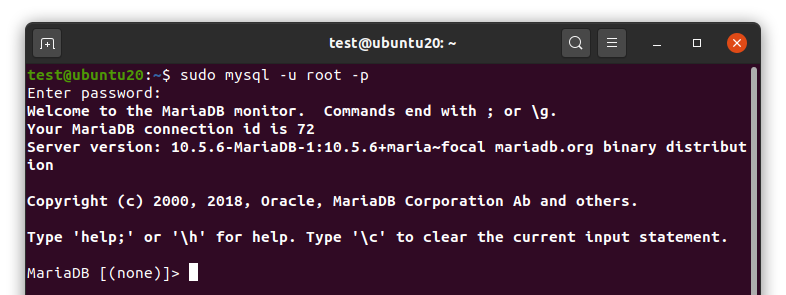 test@ubuntu20: ~
test@ubuntu20:~$ sudo mysql -u root -p
Enter password:
Welcome to the MariaDB monitor.  Commands end with ; or \g.
Your MariaDB connection id is 72
Server version: 10.5.6-MariaDB-1:10.5.6+maria~focal mariadb.org binary distribut
ion
Copyright (c) 2000, 2018, Oracle, MariaDB Corporation Ab and others.
Type 'help;' or '\h' for help. Type '\c' to clear the current input statement.
MariaDB [(none)]>